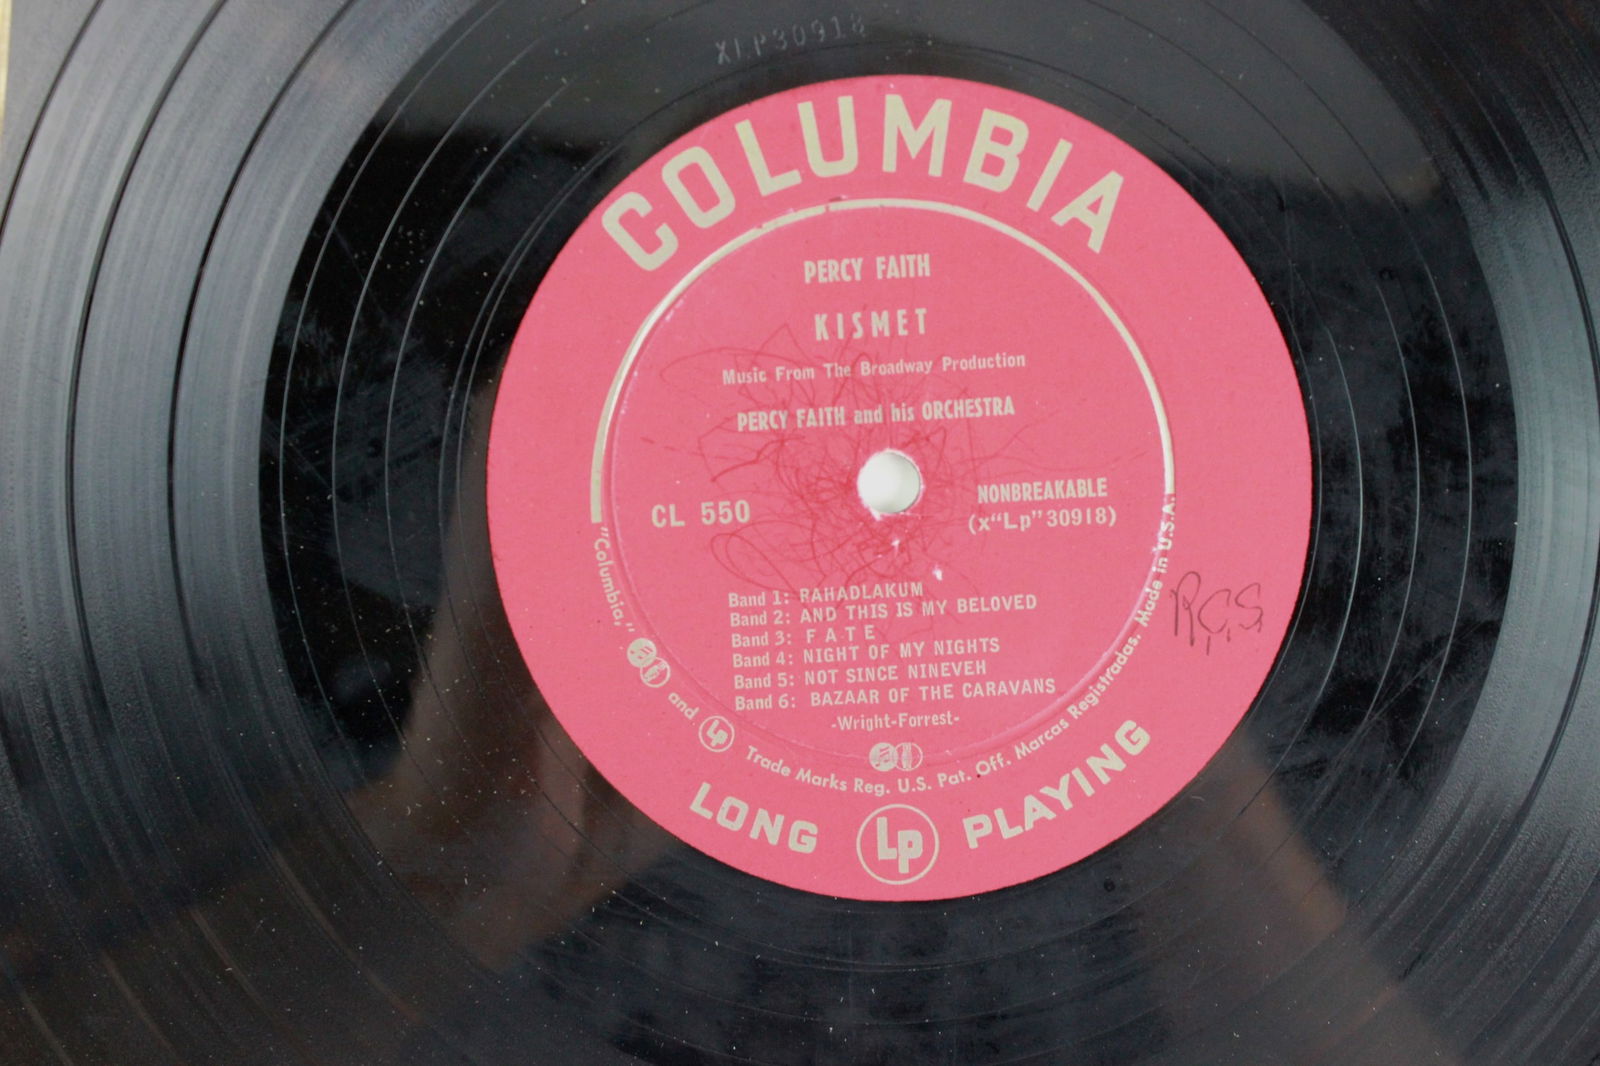 XLP30918
COLUMBIA
PERCY FAITH
KISMET
Music From The Broadway Production
PERCY FAITH and his ORCHESTRA
CL 550
NONBREAKABLE
(x“Lp”30918)
Band 1: RAHADLAKUM
Band 2: AND THIS IS MY BELOVED
Band 3: FATE
Band 4: NIGHT OF MY NIGHTS
Band 5: NOT SINCE NINEVEH
Band 6: BAZAAR OF THE CARAVANS
-Wright-Forrest-
"Columbia," and LP Trade Marks Reg. U.S. Pat. Off. Marcas Registradas. Made in U.S.A.
LONG Lp PLAYING
R.C.S.